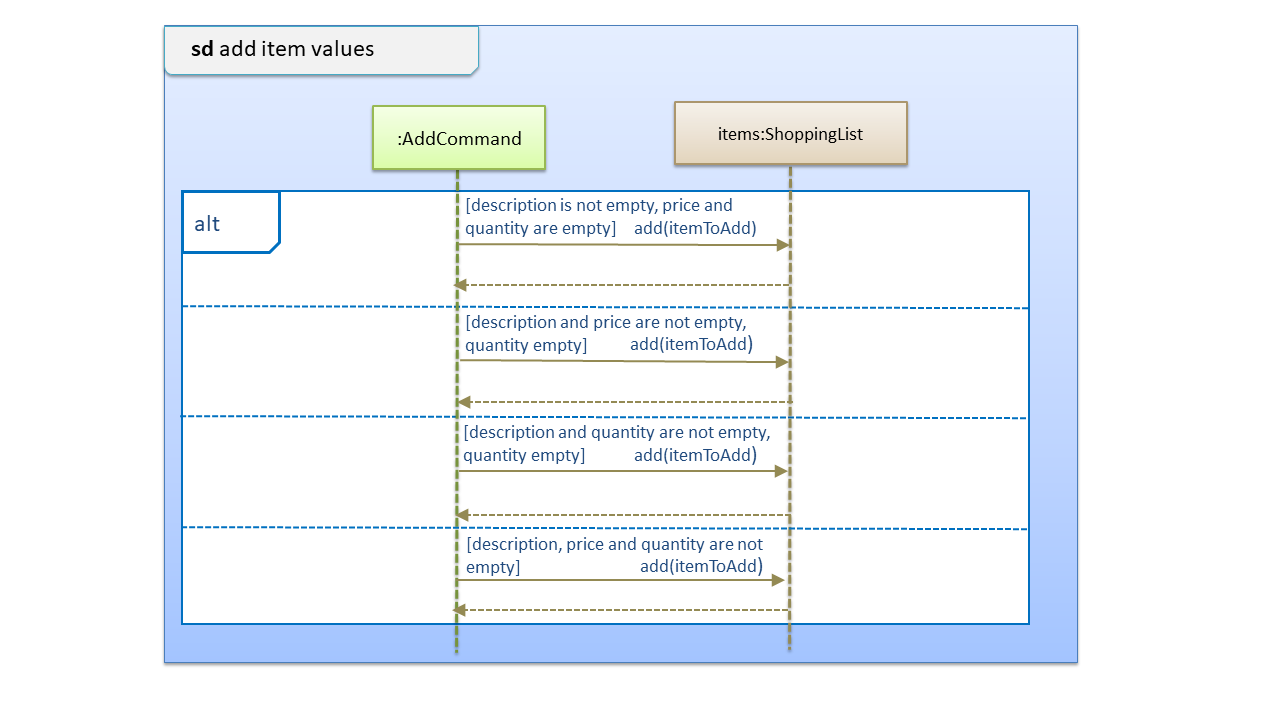 sd add item values
:AddCommand
items:ShoppingList
alt
[description is not empty, price and
quantity are empty] add(itemToAdd)
[description and price are not empty,
quantity empty] add(itemToAdd)
[description and quantity are not empty,
quantity empty] add(itemToAdd)
[description, price and quantity are not
empty] add(itemToAdd)